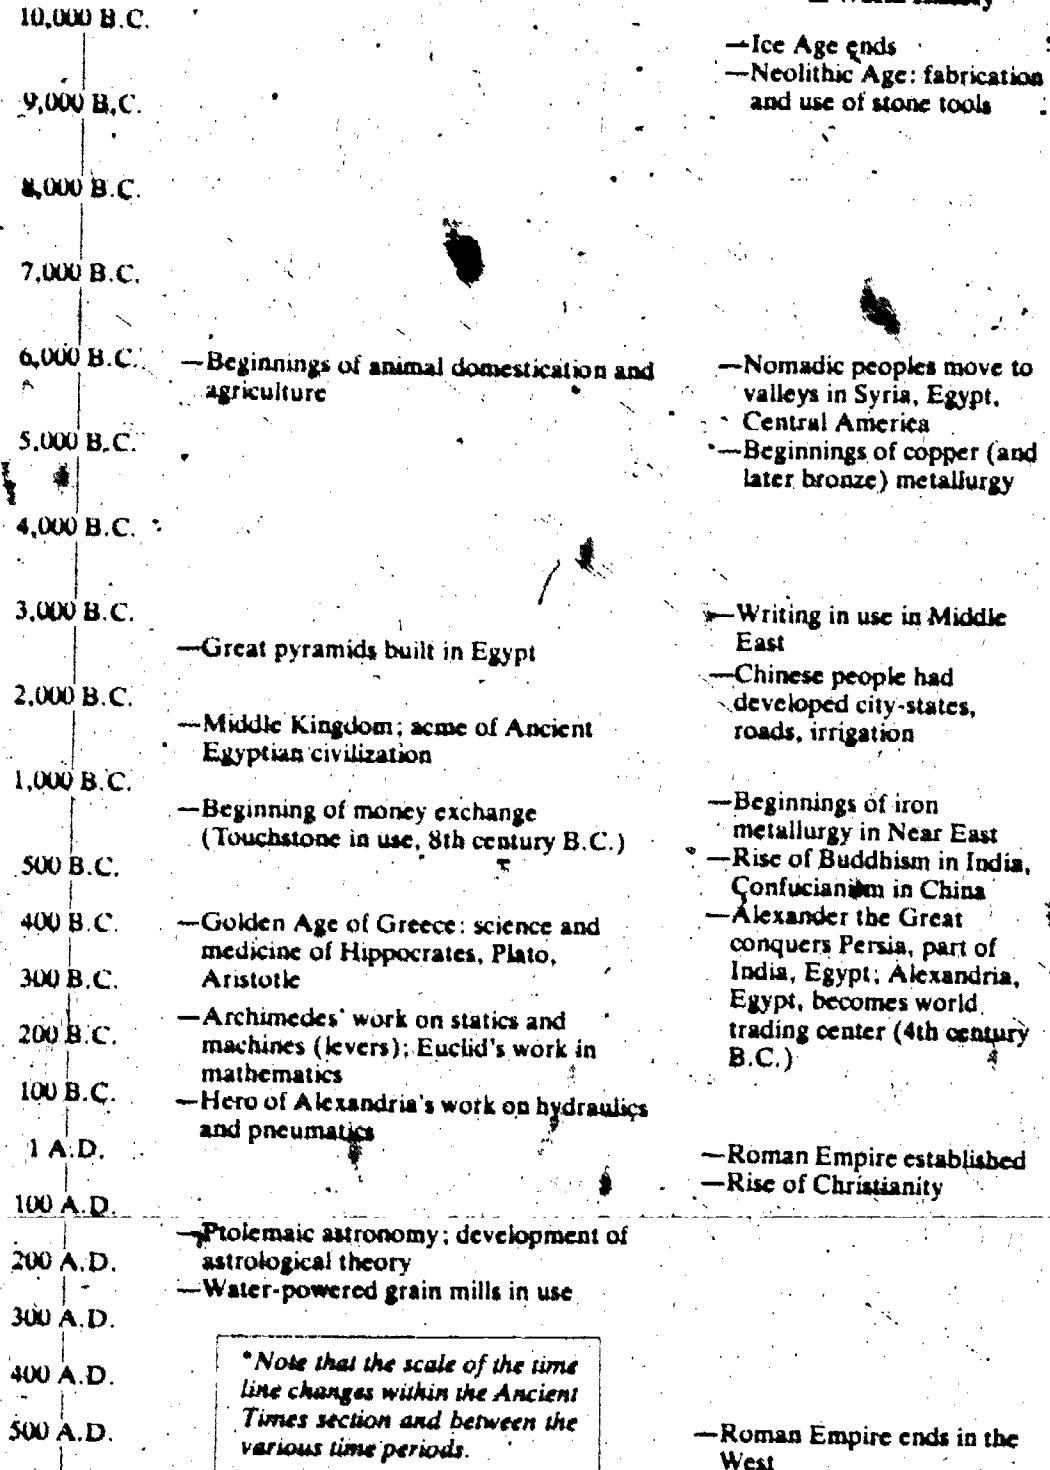 10,000 B.C.
—Ice Age ends
—Neolithic Age: fabrication
and use of stone tools
9,000 B.C.
8,000 B.C.
7,000 B.C.
6,000 B.C.
—Beginnings of animal domestication and
agriculture
—Nomadic peoples move to
valleys in Syria, Egypt,
Central America
5,000 B.C.
—Beginnings of copper (and
later bronze) metallurgy
4,000 B.C.
3,000 B.C.
—Writing in use in Middle
East
—Great pyramids built in Egypt
—Chinese people had
developed city-states,
roads, irrigation
2,000 B.C.
—Middle Kingdom; acme of Ancient
Egyptian civilization
1,000 B.C.
—Beginning of money exchange
(Touchstone in use, 8th century B.C.)
—Beginnings of iron
metallurgy in Near East
500 B.C.
—Rise of Buddhism in India,
Confucianism in China
400 B.C.
—Golden Age of Greece: science and
medicine of Hippocrates, Plato,
Aristotle
—Alexander the Great
conquers Persia, part of
India, Egypt; Alexandria,
Egypt, becomes world
trading center (4th century
B.C.)
300 B.C.
—Archimedes' work on statics and
machines (levers); Euclid's work in
mathematics
200 B.C.
100 B.C.
—Hero of Alexandria's work on hydraulics
and pneumatics
1 A.D.
—Roman Empire established
—Rise of Christianity
100 A.D.
—Ptolemaic astronomy; development of
astrological theory
200 A.D.
—Water-powered grain mills in use
300 A.D.
*Note that the scale of the time
line changes within the Ancient
Times section and between the
various time periods.
400 A.D.
500 A.D.
—Roman Empire ends in the
West